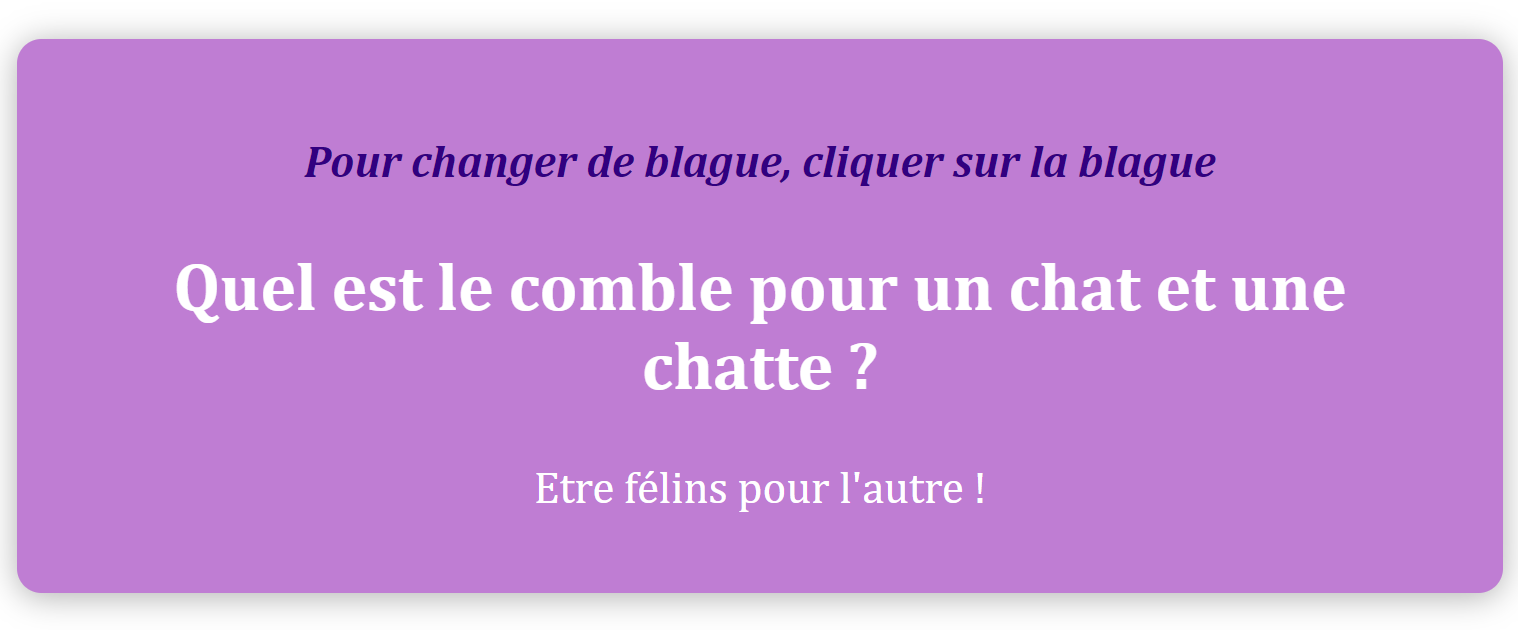 Pour changer de blague, cliquer sur la blague
Quel est le comble pour un chat et une
chatte ?
Etre félins pour l'autre !